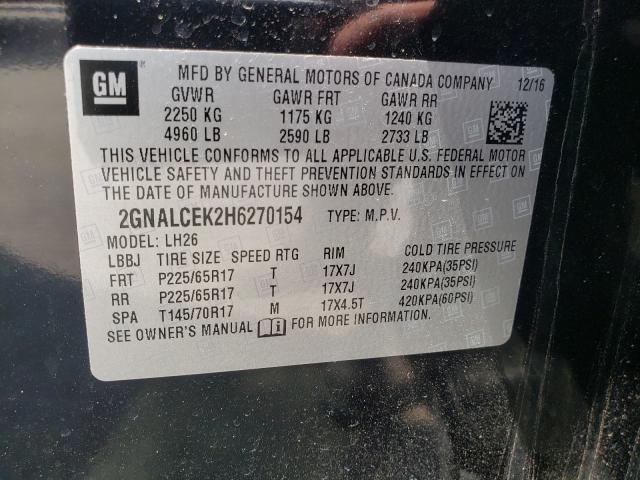 GM
MFD BY GENERAL MOTORS OF CANADA COMPANY 12/16
GVWR GAWR FRT GAWR RR
2250 KG 1175 KG 1240 KG
4960 LB 2590 LB 2733 LB
THIS VEHICLE CONFORMS TO ALL APPLICABLE U.S. FEDERAL MOTOR
VEHICLE SAFETY AND THEFT PREVENTION STANDARDS IN EFFECT ON
THE DATE OF MANUFACTURE SHOWN ABOVE.
2GNALCEK2H6270154 TYPE: M.P.V.
MODEL: LH26
LBBJ TIRE SIZE SPEED RTG RIM COLD TIRE PRESSURE
FRT P225/65R17 T 17X7J 240KPA(35PSI)
RR P225/65R17 T 17X7J 240KPA(35PSI)
SPA T145/70R17 M 17X4.5T 420KPA(60PSI)
SEE OWNER'S MANUAL FOR MORE INFORMATION.